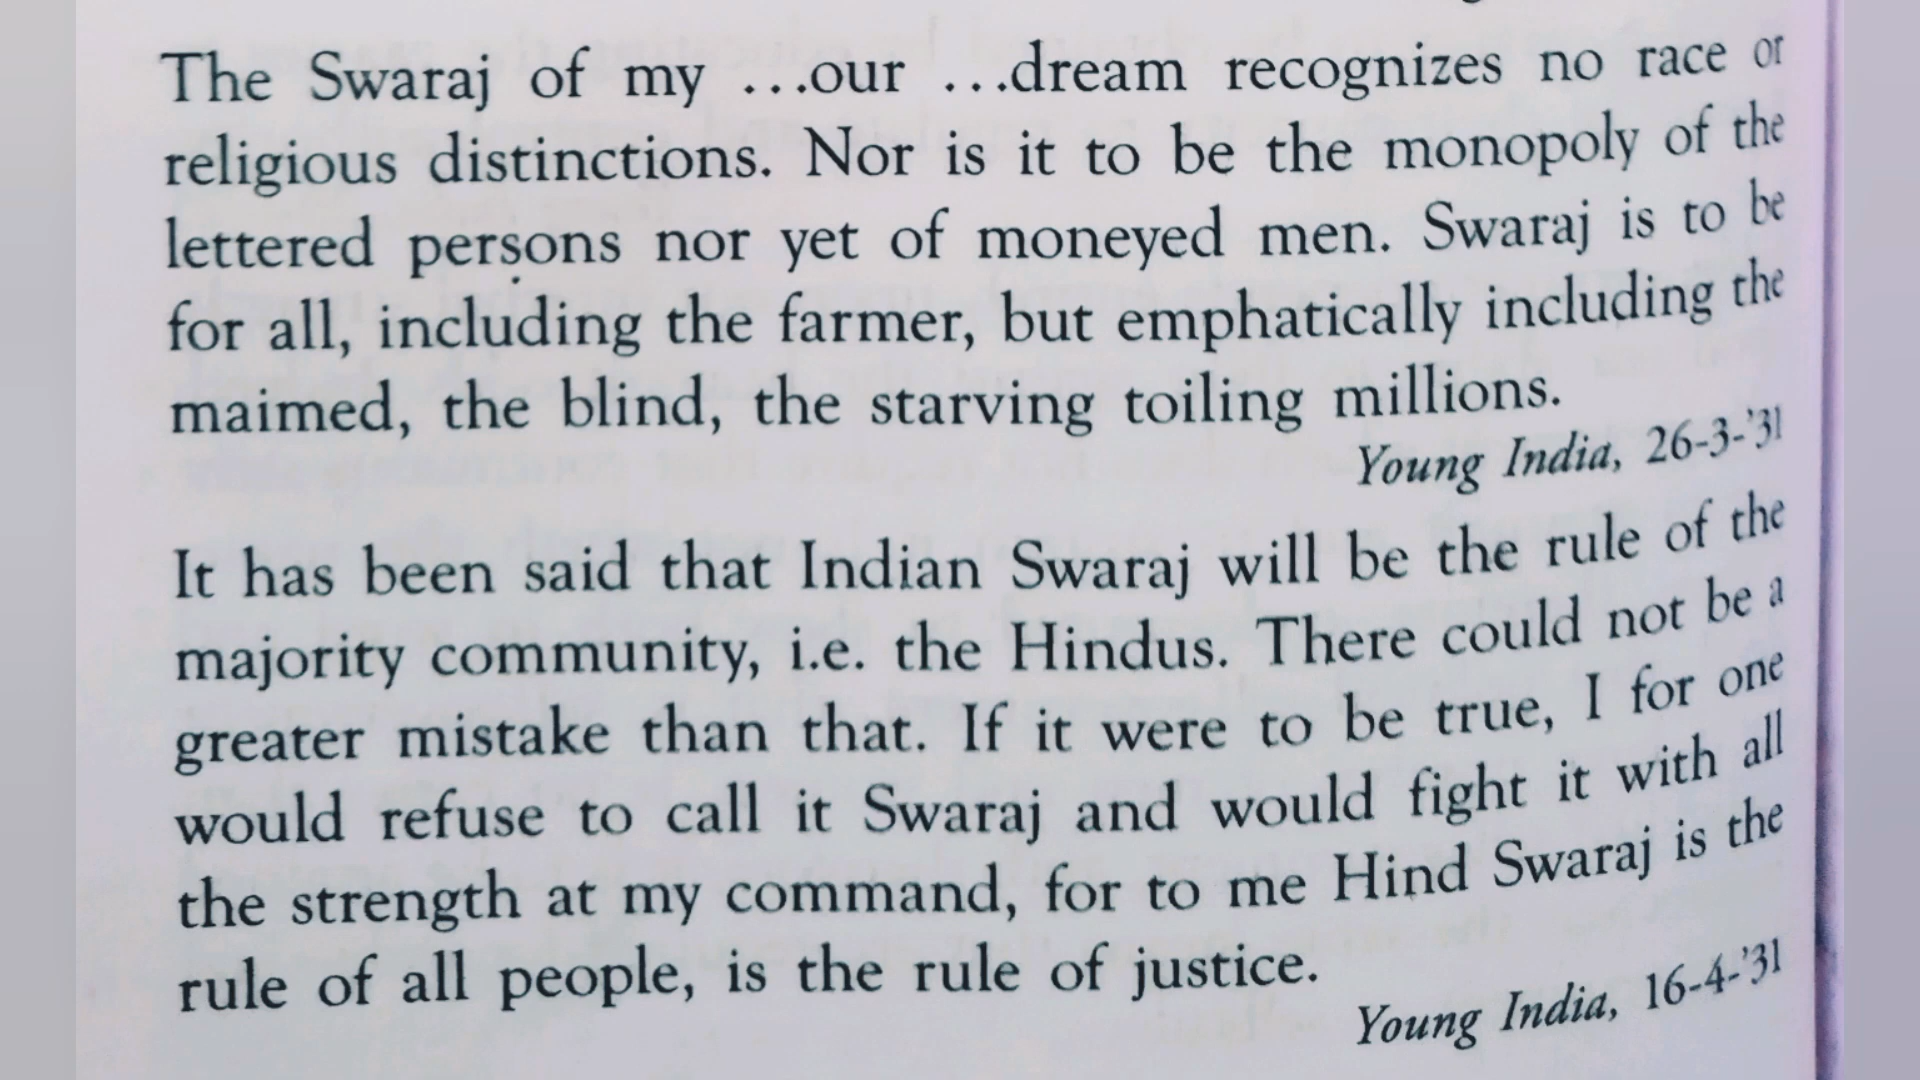 The Swaraj of my ...our ...dream recognizes no race or
religious distinctions. Nor is it to be the monopoly of the
lettered persons nor yet of moneyed men. Swaraj is to be
for all, including the farmer, but emphatically including the
maimed, the blind, the starving toiling millions.
Young India, 26-3-'31
It has been said that Indian Swaraj will be the rule of the
majority community, i.e. the Hindus. There could not be a
greater mistake than that. If it were to be true, I for one
would refuse to call it Swaraj and would fight it with all
the strength at my command, for to me Hind Swaraj is the
rule of all people, is the rule of justice.
Young India, 16-4-'31